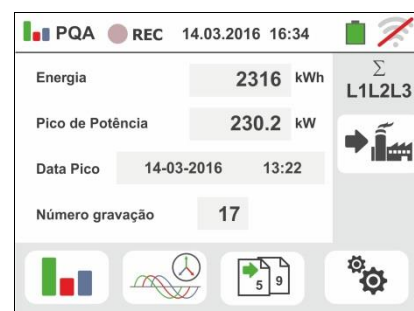 PQA REC 14.03.2016 16:34
Energia 2316 kWh
Σ
L1L2L3
Pico de Potência 230.2 kW
Data Pico 14-03-2016 13:22
Número gravação 17
5 9